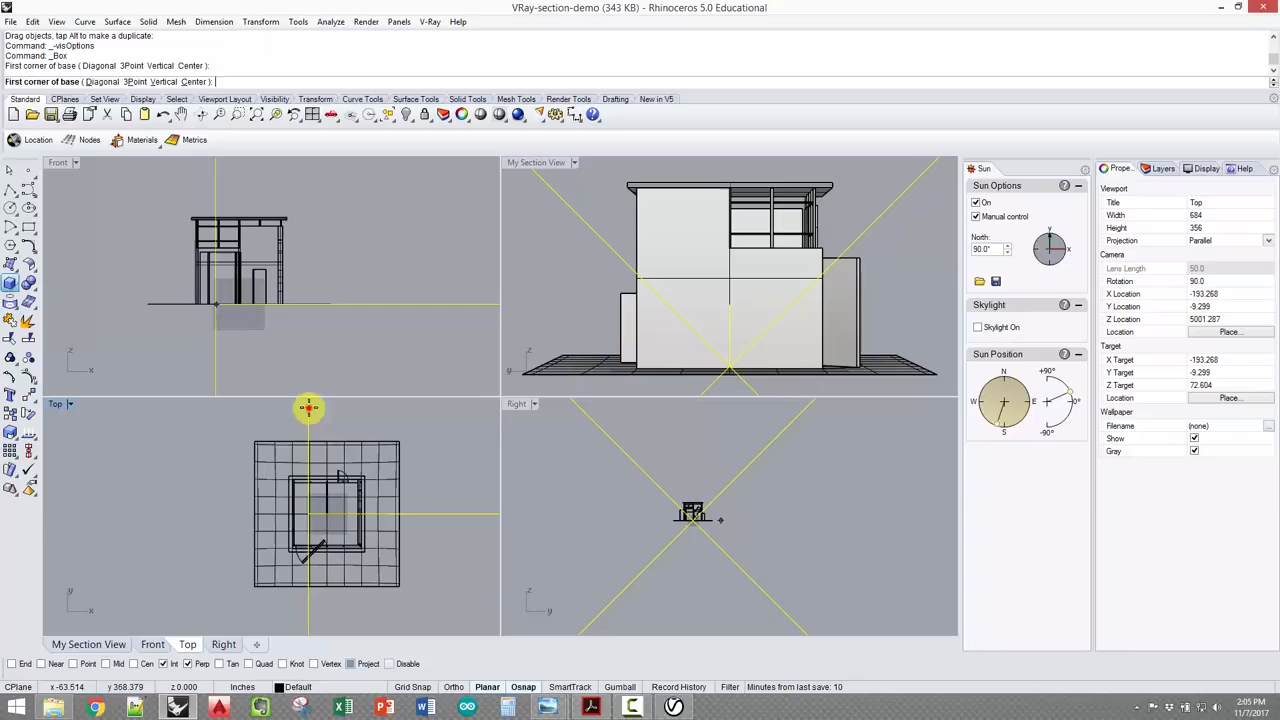 VRay-section-demo (343 KB) - Rhinoceros 5.0 Educational
File Edit View Curve Surface Solid Mesh Dimension Transform Tools Analyze Render Panels V-Ray Help
Drag objects, tap Alt to make a duplicate:
Command: _-visOptions
Command: _Box
First corner of base ( Diagonal 3Point Vertical Center ):
First corner of base ( Diagonal 3Point Vertical Center ):
Standard CPlanes Set View Display Select Viewport Layout Visibility Transform Curve Tools Surface Tools Solid Tools Mesh Tools Render Tools Drafting New in V5
Location Nodes Materials Metrics
Front
My Section View
Top
Right
z
x
z
y
y
x
z
y
Sun
Sun Options
On
Manual control
North:
90.0°
y
x
Skylight
Skylight On
Sun Position
N
W
E
S
+90°
0°
-90°
Prope... Layers Display Help
Viewport
Title Top
Width 684
Height 356
Projection Parallel
Camera
Lens Length 50.0
Rotation 90.0
X Location -193.268
Y Location -9.299
Z Location 5001.287
Location Place...
Target
X Target -193.268
Y Target -9.299
Z Target 72.604
Location Place...
Wallpaper
Filename (none) ...
Show
Gray
My Section View Front Top Right
End Near Point Mid Cen Int Perp Tan Quad Knot Vertex Project Disable
CPlane x -63.514 y 368.379 z 0.000 Inches Default Grid Snap Ortho Planar Osnap SmartTrack Gumball Record History Filter Minutes from last save: 10
2:05 PM
11/7/2017